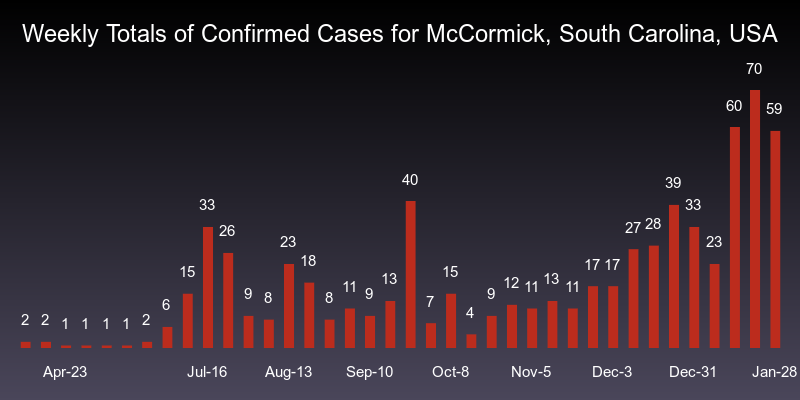 Weekly Totals of Confirmed Cases for McCormick, South Carolina, USA
2 2 1 1 1 1 2 6 15 33 26 9 8 23 18 8 11 9 13 40 7 15 4 9 12 11 13 11 17 17 27 28 39 33 23 60 70 59
Apr-23 Jul-16 Aug-13 Sep-10 Oct-8 Nov-5 Dec-3 Dec-31 Jan-28